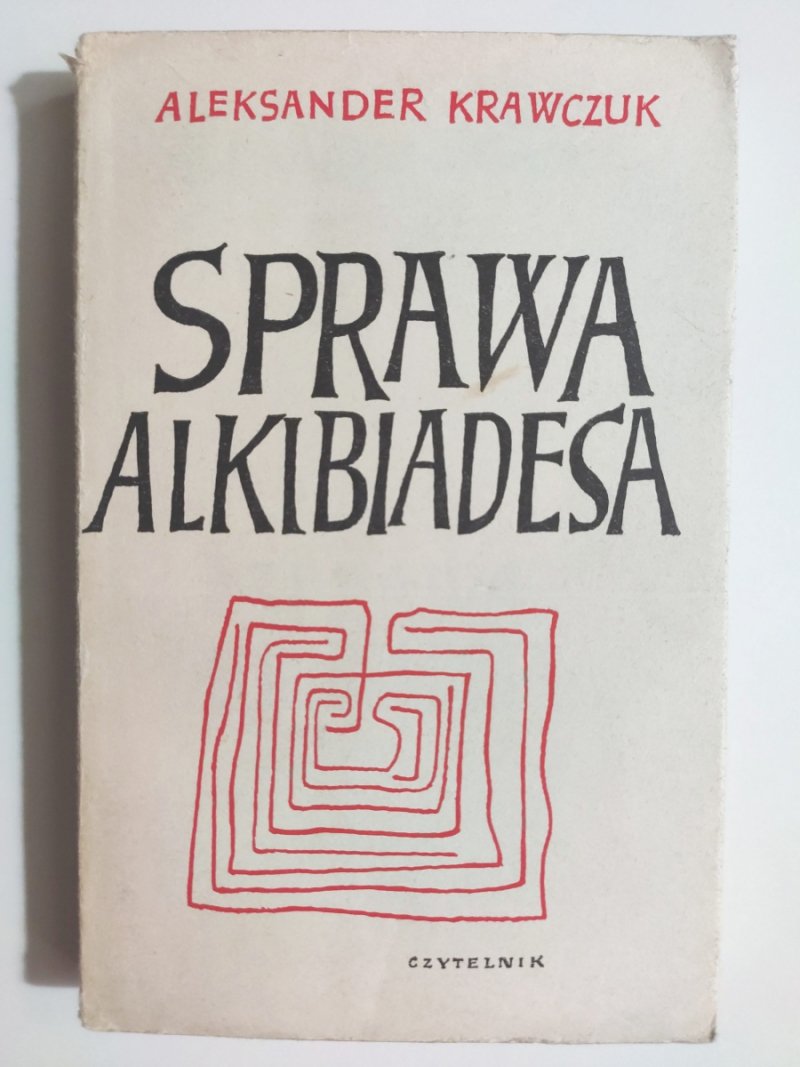 ALEKSANDER KRAWCZUK
SPRAWA
ALKIBIADESA
CZYTELNIK